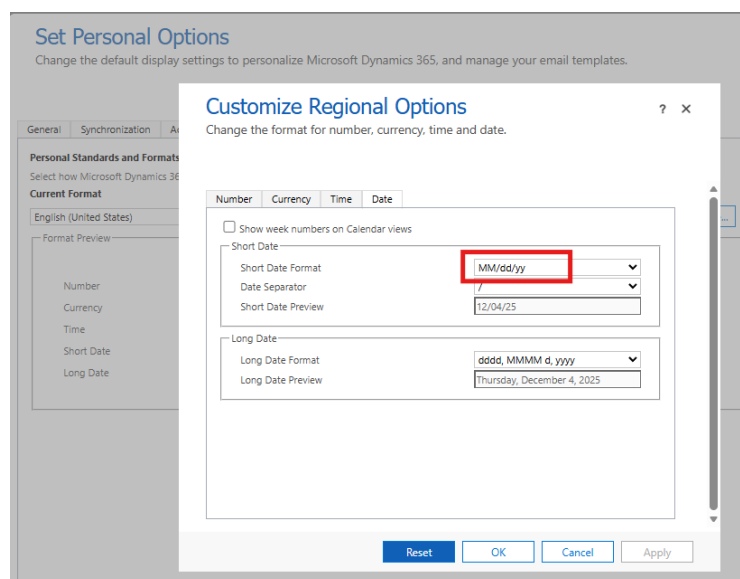 Set Personal Options
Change the default display settings to personalize Microsoft Dynamics 365, and manage your email templates.
General Synchronization
Personal Standards and Formats
Select how Microsoft Dynamics
Current Format
English (United States)
...
Format Preview
Number
Currency
Time
Short Date
Long Date
Customize Regional Options
? ×
Change the format for number, currency, time and date.
Number Currency Time Date
Show week numbers on Calendar views
Short Date
Short Date Format MM/dd/yy
Date Separator /
Short Date Preview 12/04/25
Long Date
Long Date Format dddd, MMMM d, yyyy
Long Date Preview Thursday, December 4, 2025
Reset OK Cancel Apply